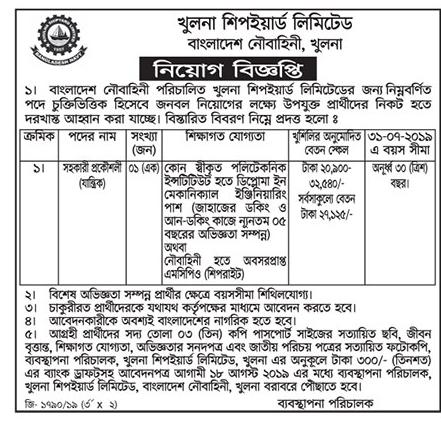 খুলনা শিপইয়ার্ড লিমিটেড
বাংলাদেশ নৌবাহিনী, খুলনা
নিয়োগ বিজ্ঞপ্তি
১। বাংলাদেশ নৌবাহিনী পরিচালিত খুলনা শিপইয়ার্ড লিমিটেডের জন্য নিম্নবর্ণিত
পদে চুক্তিভিত্তিক হিসেবে জনবল নিয়োগের লক্ষ্যে উপযুক্ত প্রার্থীদের নিকট হতে
দরখাস্ত আহ্বান করা যাচ্ছে। বিস্তারিত বিবরণ নিম্নে প্রদত্ত হলো ঃ
ক্রমিক পদের নাম সংখ্যা (জন) শিক্ষাগত যোগ্যতা খুশিলির অনুমোদিত বেতন স্কেল ৩১-০৭-২০১৯ এ বয়স সীমা
১। সহকারী প্রকৌশলী (যান্ত্রিক) ০১ (এক) কোন স্বীকৃত পলিটেকনিক
ইন্সটিটিউট হতে ডিপ্লোমা ইন
মেকানিক্যাল ইঞ্জিনিয়ারিং
পাশ (জাহাজের ডকিং ও
আন-ডকিং কাজে ন্যূনতম ০৫
বছরের অভিজ্ঞতা সম্পন্ন)
অথবা
নৌবাহিনী হতে অবসরপ্রাপ্ত
এমসিপিও (শিপরাইট)
টাকা ২০,৯০০-
৩২,৫৪০/-
সর্বসাকুল্যে বেতন
টাকা ২৭,১২৫/-
অনূর্ধ্ব ৩০ (ত্রিশ)
বছর।
২। বিশেষ অভিজ্ঞতা সম্পন্ন প্রার্থীর ক্ষেত্রে বয়সসীমা শিথিলযোগ্য।
৩। চাকুরীরত প্রার্থীদেরকে যথাযথ কর্তৃপক্ষের মাধ্যমে আবেদন করতে হবে।
৪। আবেদনকারীকে অবশ্যই বাংলাদেশের নাগরিক হতে হবে।
৫। আগ্রহী প্রার্থীদের সদ্য তোলা ০৩ (তিন) কপি পাসপোর্ট সাইজের সত্যায়িত ছবি, জীবন
বৃত্তান্ত, শিক্ষাগত যোগ্যতা, অভিজ্ঞতার সনদপত্র এবং জাতীয় পরিচয় পত্রের সত্যায়িত ফটোকপি,
ব্যবস্থাপনা পরিচালক, খুলনা শিপইয়ার্ড লিমিটেড, খুলনা এর অনুকূলে টাকা ৩০০/- (তিনশত)
এর ব্যাংক ড্রাফটসহ আবেদনপত্র আগামী ১৮ আগস্ট ২০১৯ এর মধ্যে ব্যবস্থাপনা পরিচালক,
খুলনা শিপইয়ার্ড লিমিটেড, বাংলাদেশ নৌবাহিনী, খুলনা বরাবরে পৌছাতে হবে।
জি- ১৭৯০/১৯ (৬" × ২)
ব্যবস্থাপনা পরিচালক